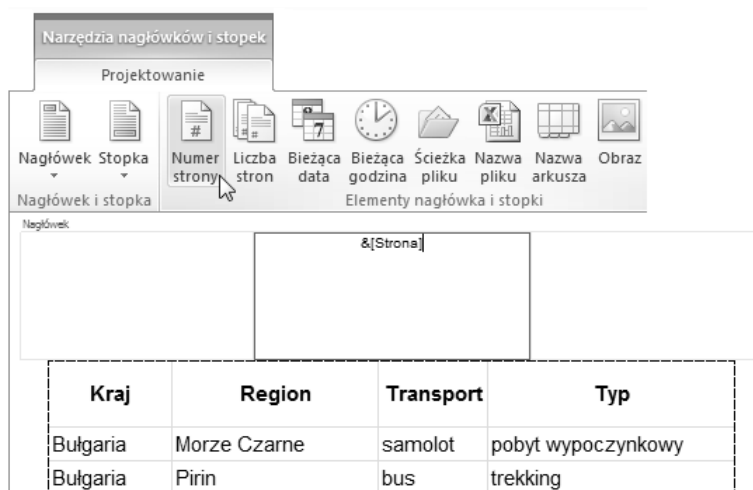 Narzędzia nagłówków i stopek
Projektowanie
Nagłówek Stopka Numer strony Liczba stron Bieżąca data Bieżąca godzina Ścieżka pliku Nazwa pliku Nazwa arkusza Obraz
Nagłówek i stopka Elementy nagłówka i stopki
Nagłówek
&[Strona]
Kraj Region Transport Typ
Bułgaria Morze Czarne samolot pobyt wypoczynkowy
Bułgaria Pirin bus trekking